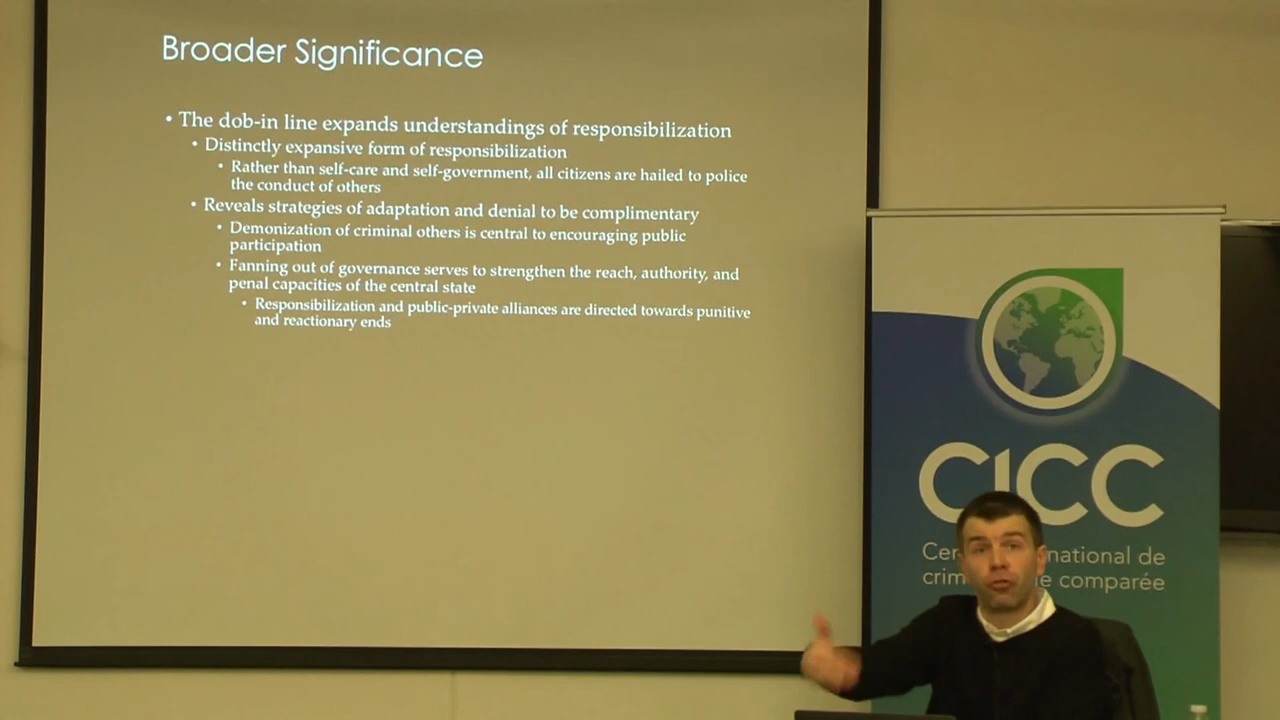 Broader Significance
• The dob-in line expands understandings of responsibilization
• Distinctly expansive form of responsibilization
• Rather than self-care and self-government, all citizens are hailed to police
the conduct of others
• Reveals strategies of adaptation and denial to be complimentary
• Demonization of criminal others is central to encouraging public
participation
• Fanning out of governance serves to strengthen the reach, authority, and
penal capacities of the central state
• Responsibilization and public-private alliances are directed towards punitive
and reactionary ends
CICC
national de
comparée